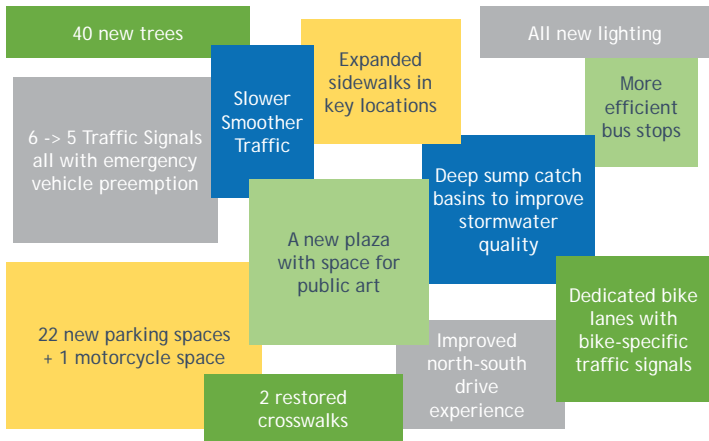 40 new trees
All new lighting
Expanded
sidewalks in
key locations
Slower
Smoother
Traffic
More
efficient
bus stops
6 -> 5 Traffic Signals
all with emergency
vehicle preemption
Deep sump catch
basins to improve
stormwater
quality
A new plaza
with space for
public art
Dedicated bike
lanes with
bike-specific
traffic signals
22 new parking spaces
+ 1 motorcycle space
Improved
north-south
drive
experience
2 restored
crosswalks